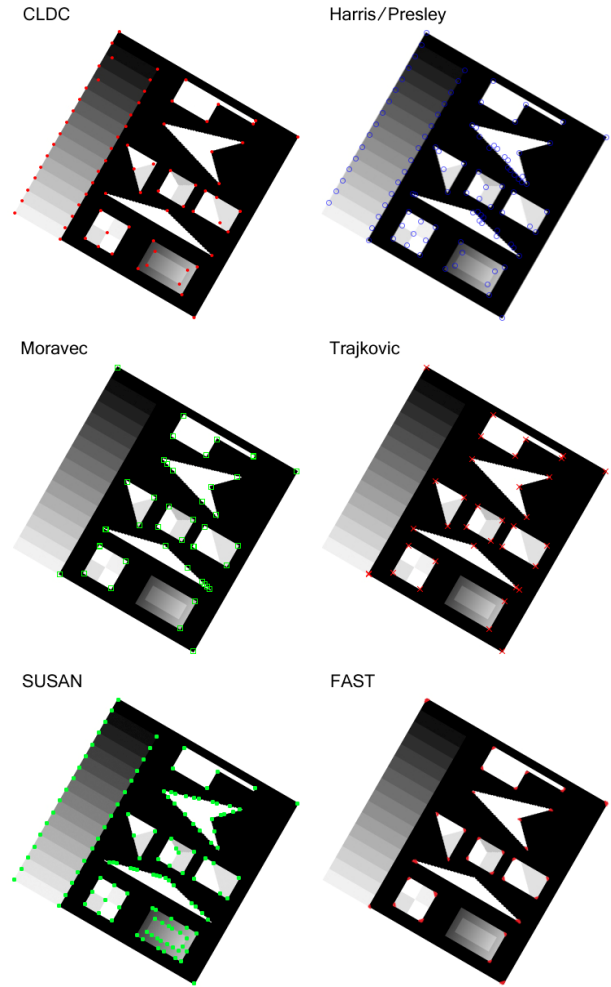 CLDC
Harris/Presley
Moravec
Trajkovic
SUSAN
FAST